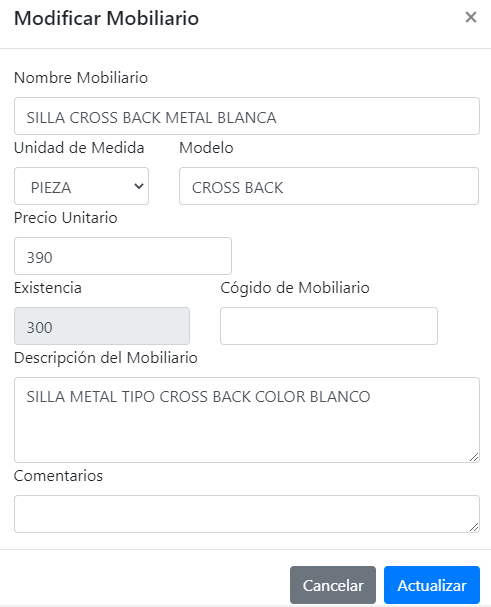 Modificar Mobiliario ×
Nombre Mobiliario
SILLA CROSS BACK METAL BLANCA
Unidad de Medida Modelo
PIEZA CROSS BACK
Precio Unitario
390
Existencia Cógido de Mobiliario
300
Descripción del Mobiliario
SILLA METAL TIPO CROSS BACK COLOR BLANCO
Comentarios
Cancelar Actualizar